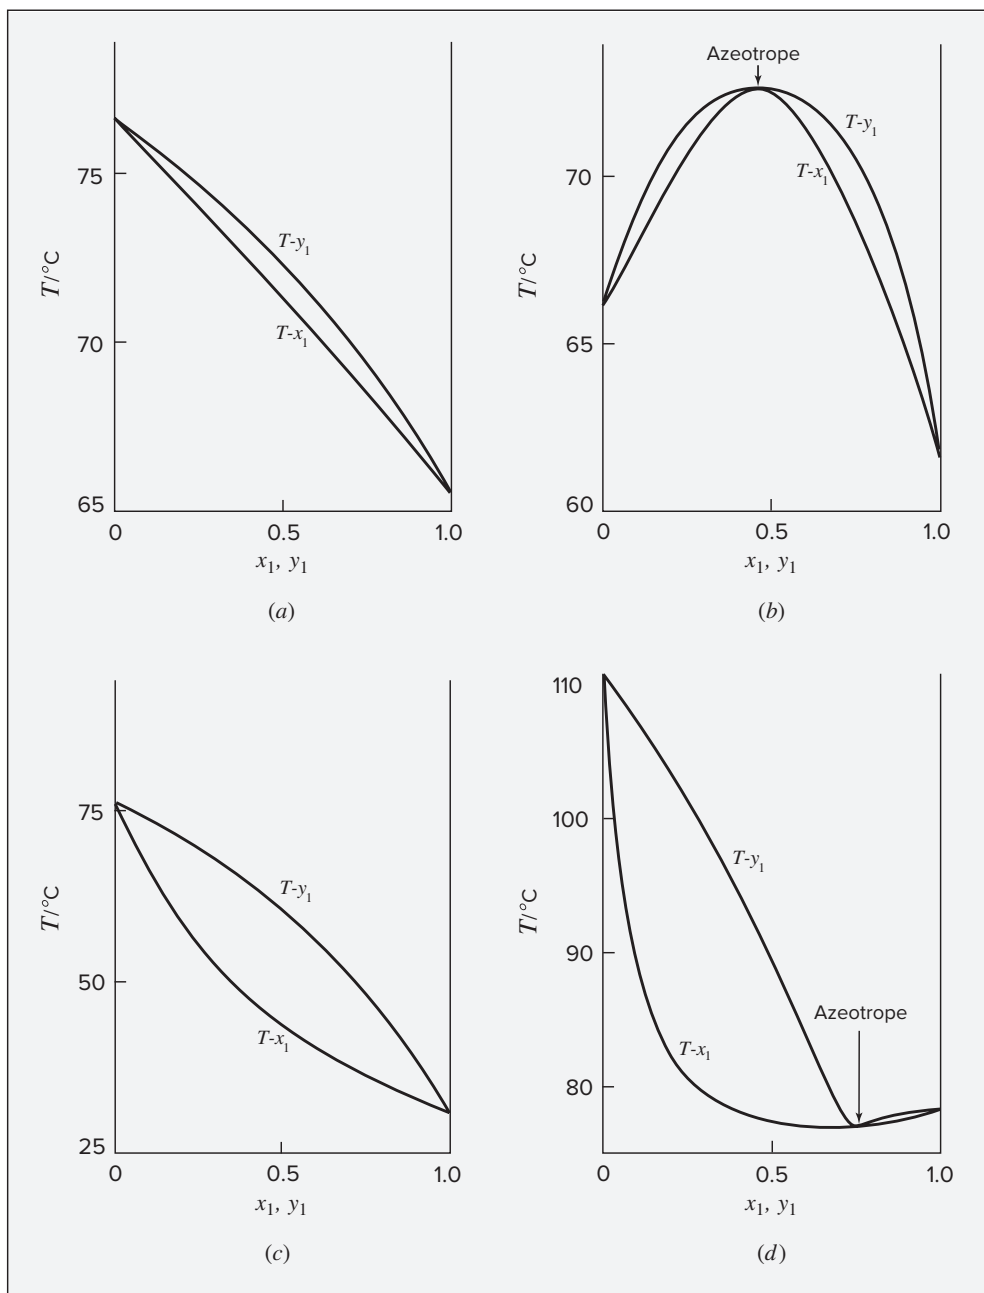 75
70
65
T/°C
T-y₁
T-x₁
0 0.5 1.0
x₁, y₁
(a)
Azeotrope
70
65
60
T/°C
T-y₁
T-x₁
0 0.5 1.0
x₁, y₁
(b)
75
50
25
T/°C
T-y₁
T-x₁
0 0.5 1.0
x₁, y₁
(c)
110
100
90
80
T/°C
T-y₁
T-x₁
Azeotrope
0 0.5 1.0
x₁, y₁
(d)